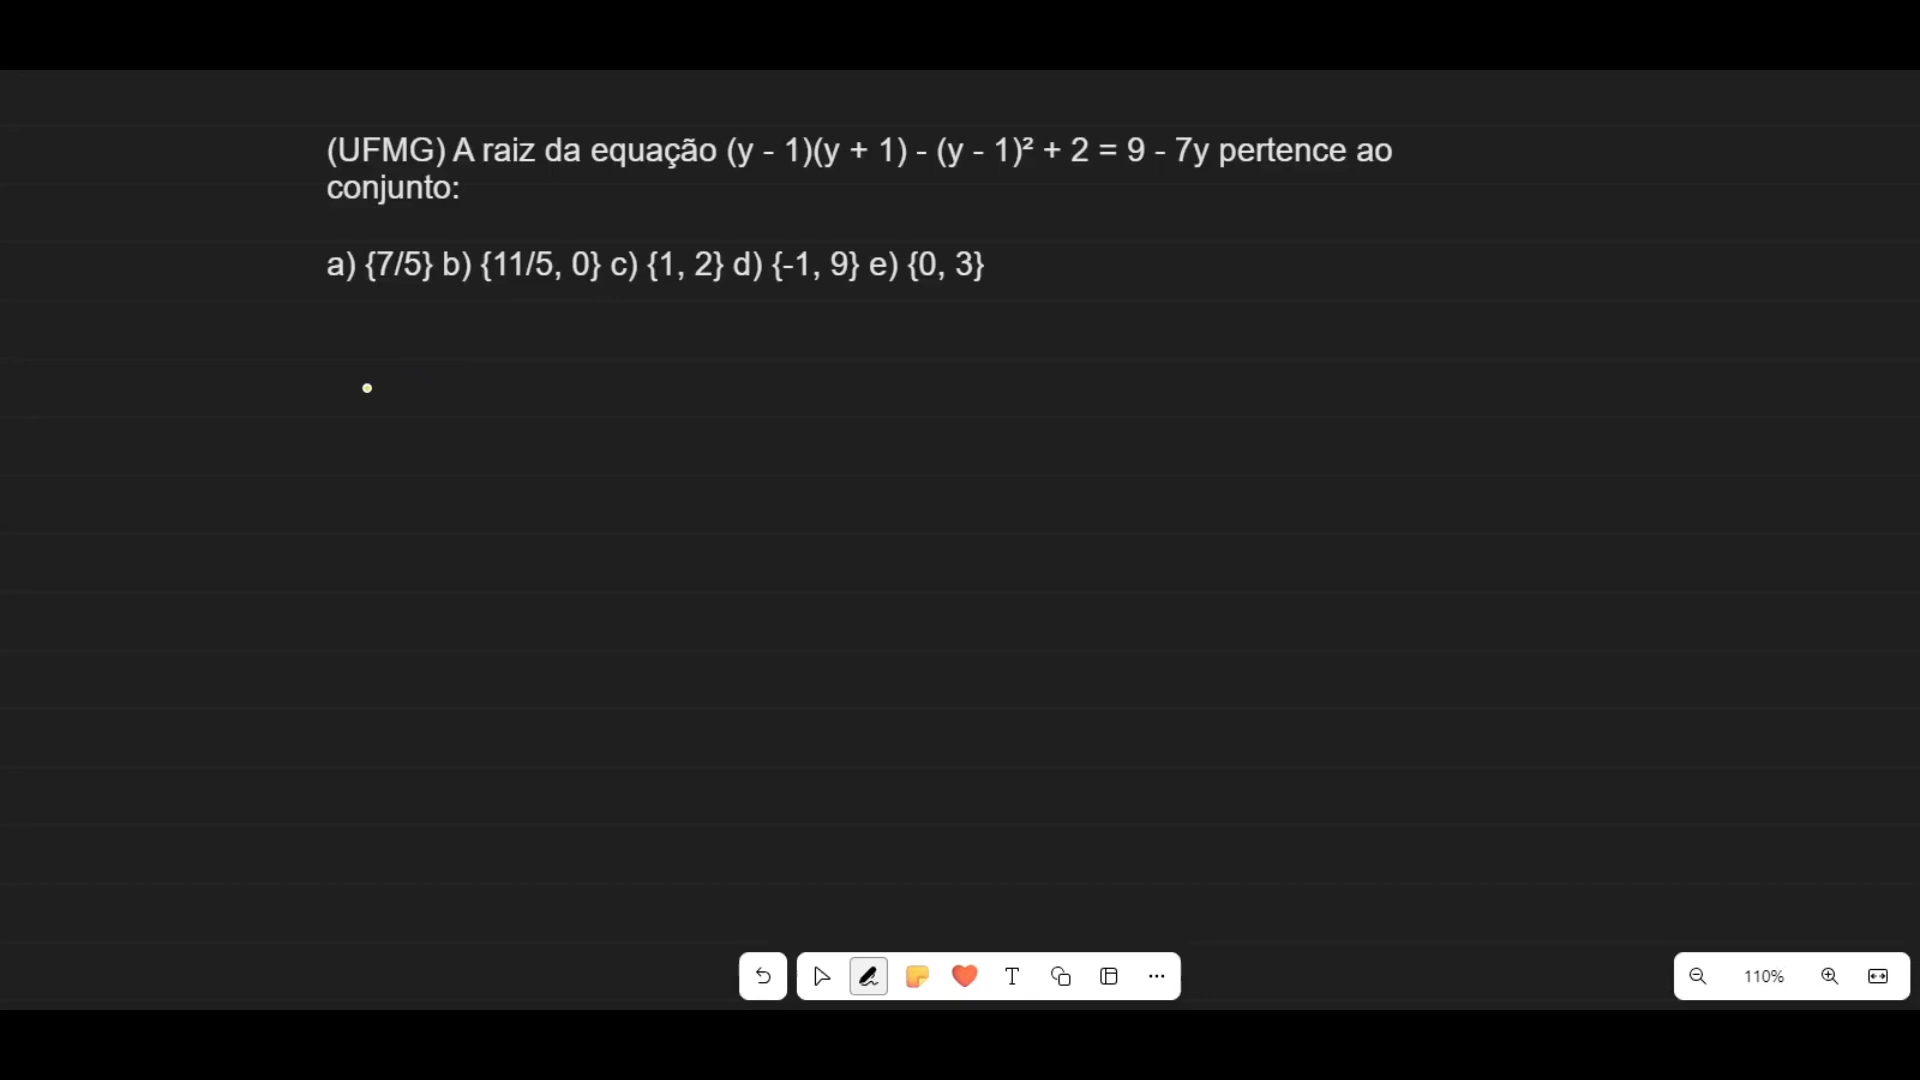 (UFMG) A raiz da equação (y - 1)(y + 1) - (y - 1)² + 2 = 9 - 7y pertence ao
conjunto:
a) {7/5} b) {11/5, 0} c) {1, 2} d) {-1, 9} e) {0, 3}
T
110%